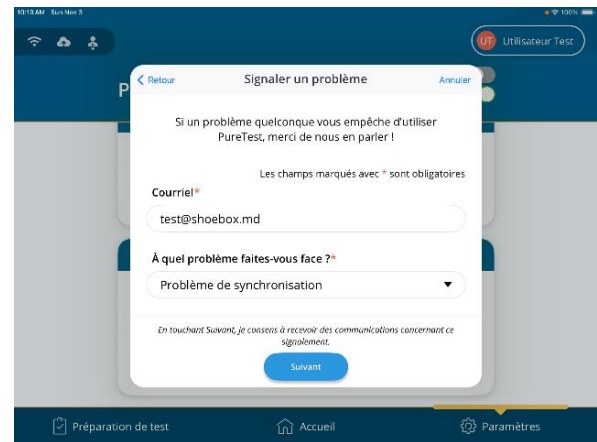 10:13 AM Sun Nov 3
100%
UT Utilisateur Test
P
Retour Signaler un problème Annuler
Si un problème quelconque vous empêche d'utiliser
PureTest, merci de nous en parler !
Les champs marqués avec * sont obligatoires
Courriel*
test@shoebox.md
À quel problème faites-vous face ?*
Problème de synchronisation
En touchant Suivant, je consens à recevoir des communications concernant ce
signalement.
Suivant
Préparation de test Accueil Paramètres